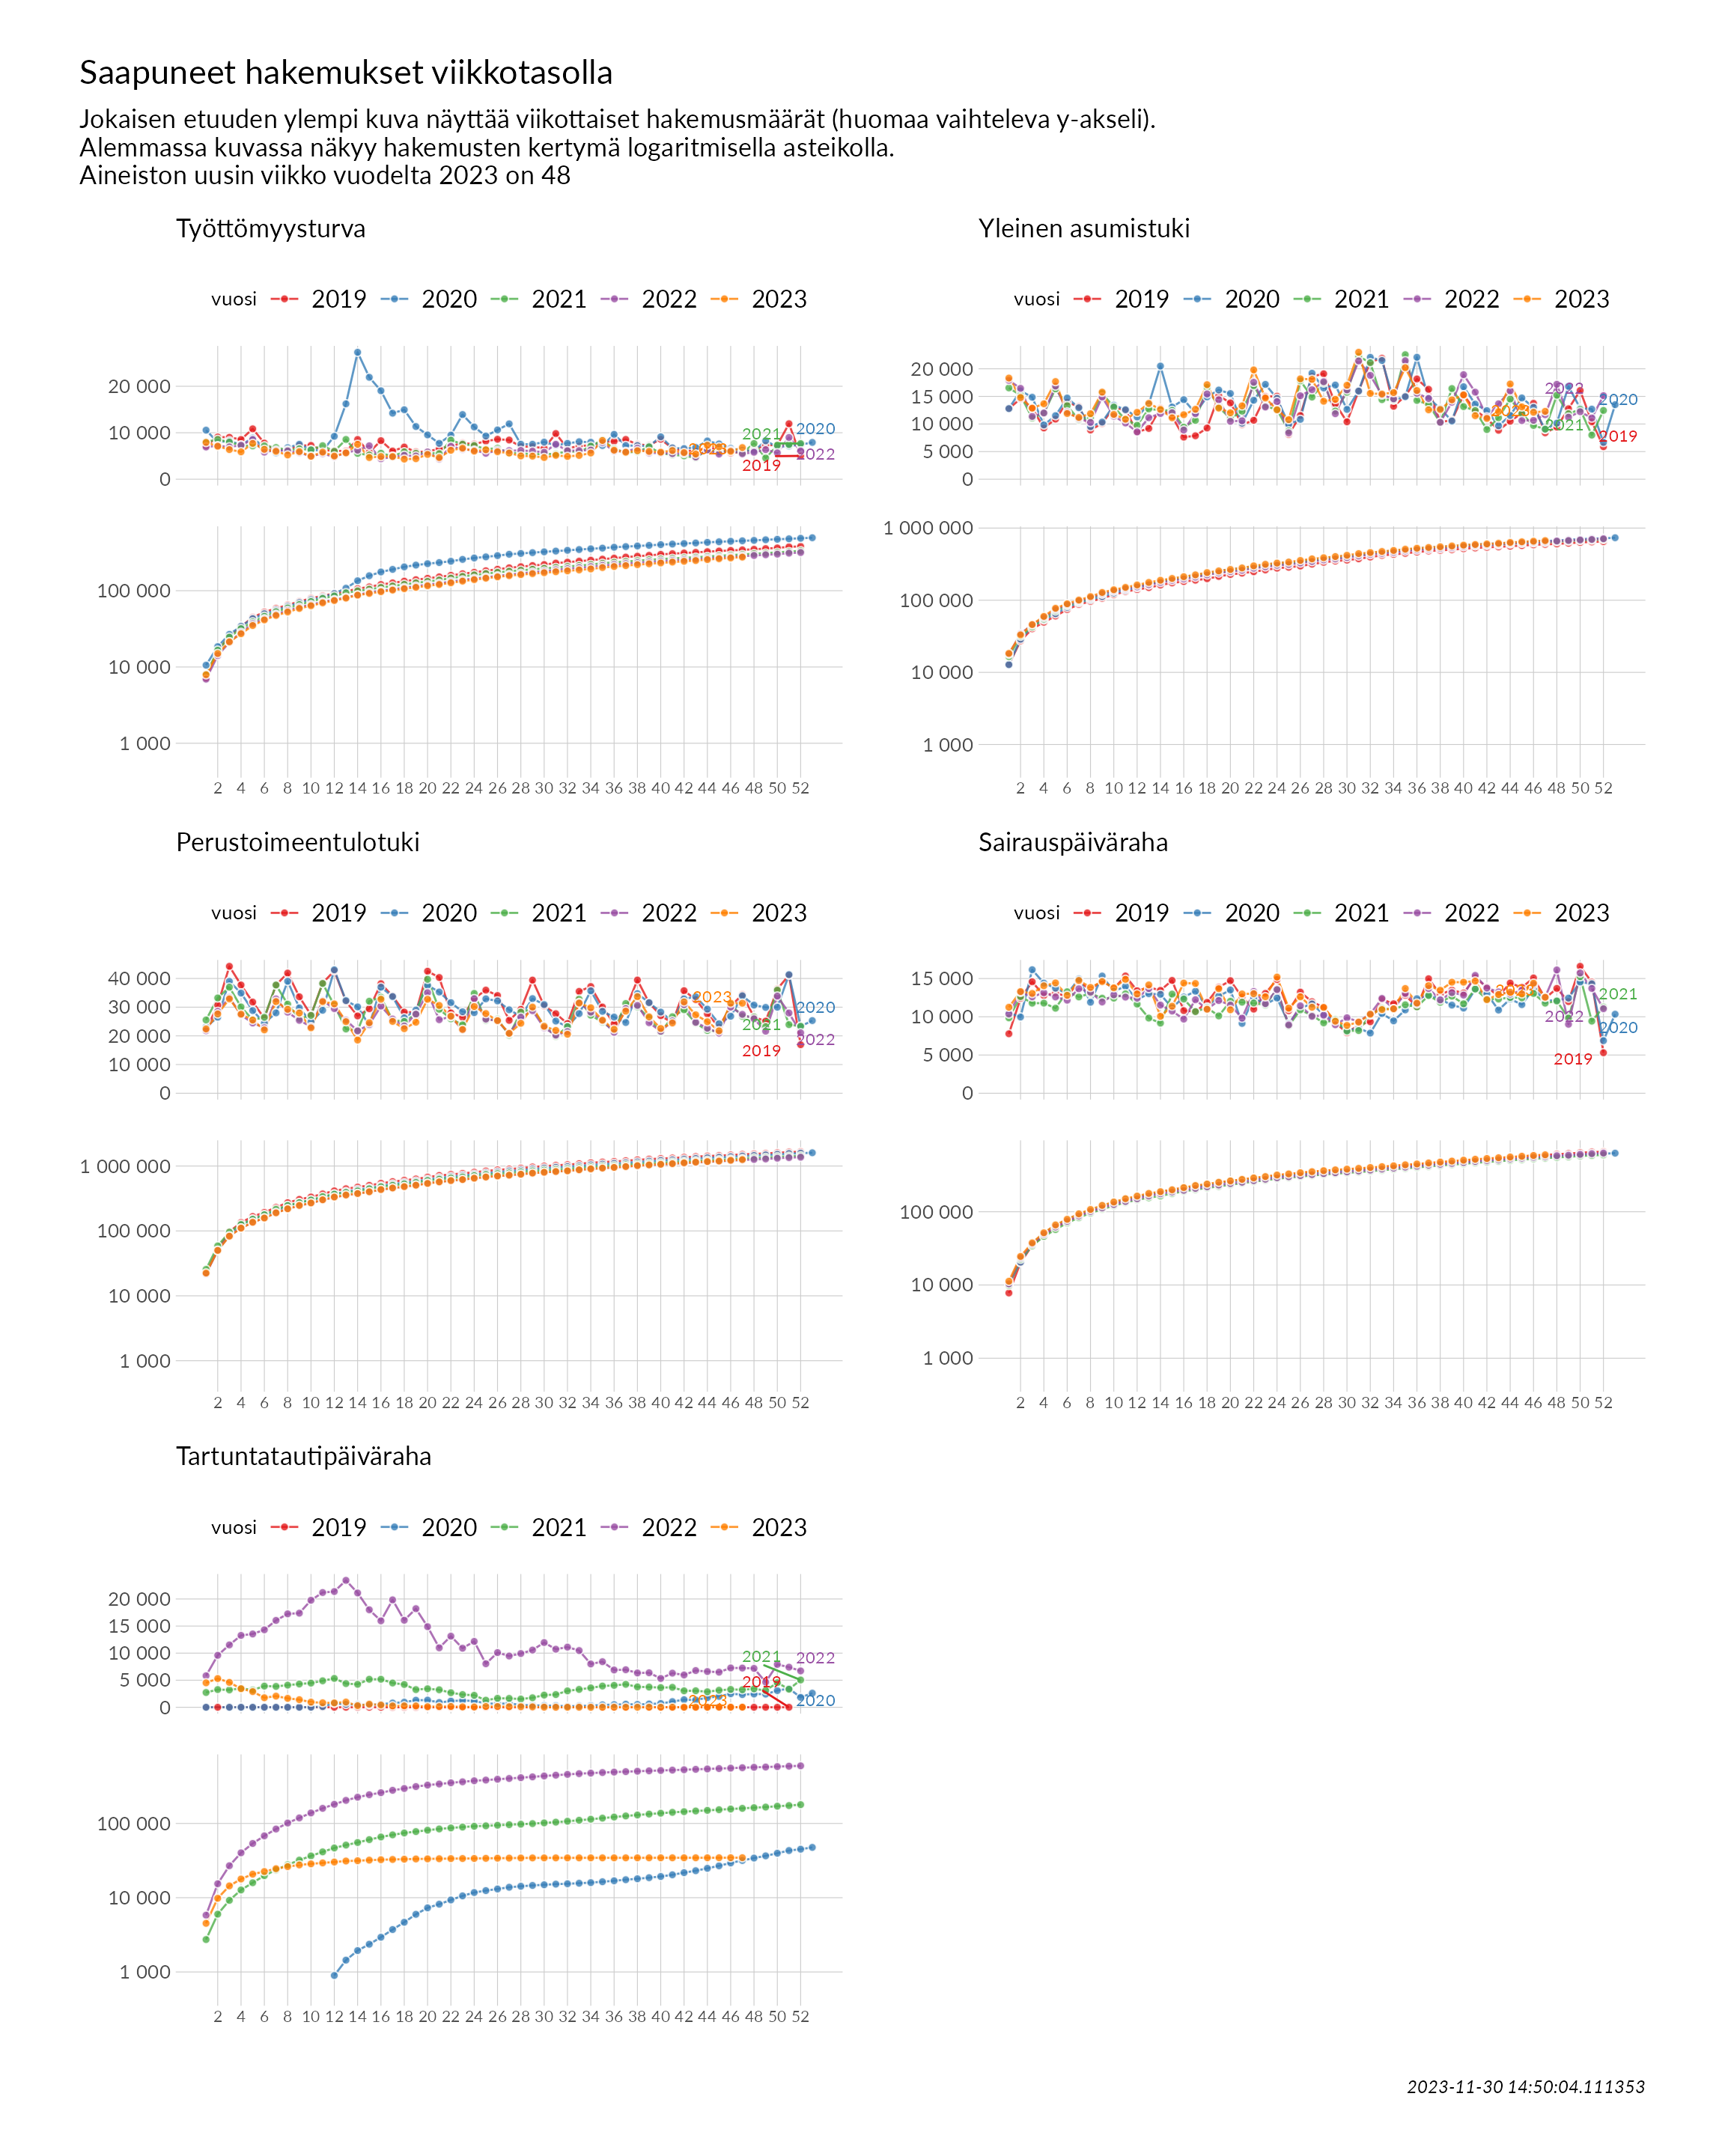 Saapuneet hakemukset viikkotasolla
Jokaisen etuuden ylempi kuva näyttää viikottaiset hakemusmäärät (huomaa vaihteleva y-akseli).
Alemmassa kuvassa näkyy hakemusten kertymä logaritmisella asteikolla.
Aineiston uusin viikko vuodelta 2023 on 48
Työttömyysturva
vuosi 2019 2020 2021 2022 2023
20 000
10 000
0
2021
2020
2023
2022
2019
100 000
10 000
1 000
2 4 6 8 10 12 14 16 18 20 22 24 26 28 30 32 34 36 38 40 42 44 46 48 50 52
Yleinen asumistuki
vuosi 2019 2020 2021 2022 2023
20 000
15 000
10 000
5 000
0
2022
2020
2023
2021
2019
1 000 000
100 000
10 000
1 000
2 4 6 8 10 12 14 16 18 20 22 24 26 28 30 32 34 36 38 40 42 44 46 48 50 52
Perustoimeentulotuki
vuosi 2019 2020 2021 2022 2023
40 000
30 000
20 000
10 000
0
2023
2020
2021
2022
2019
1 000 000
100 000
10 000
1 000
2 4 6 8 10 12 14 16 18 20 22 24 26 28 30 32 34 36 38 40 42 44 46 48 50 52
Sairauspäiväraha
vuosi 2019 2020 2021 2022 2023
15 000
10 000
5 000
0
2021
2022
2020
2019
100 000
10 000
1 000
2 4 6 8 10 12 14 16 18 20 22 24 26 28 30 32 34 36 38 40 42 44 46 48 50 52
Tartuntatautipäiväraha
vuosi 2019 2020 2021 2022 2023
20 000
15 000
10 000
5 000
0
2021
2022
2019
2023
2020
100 000
10 000
1 000
2 4 6 8 10 12 14 16 18 20 22 24 26 28 30 32 34 36 38 40 42 44 46 48 50 52
2023-11-30 14:50:04.111353